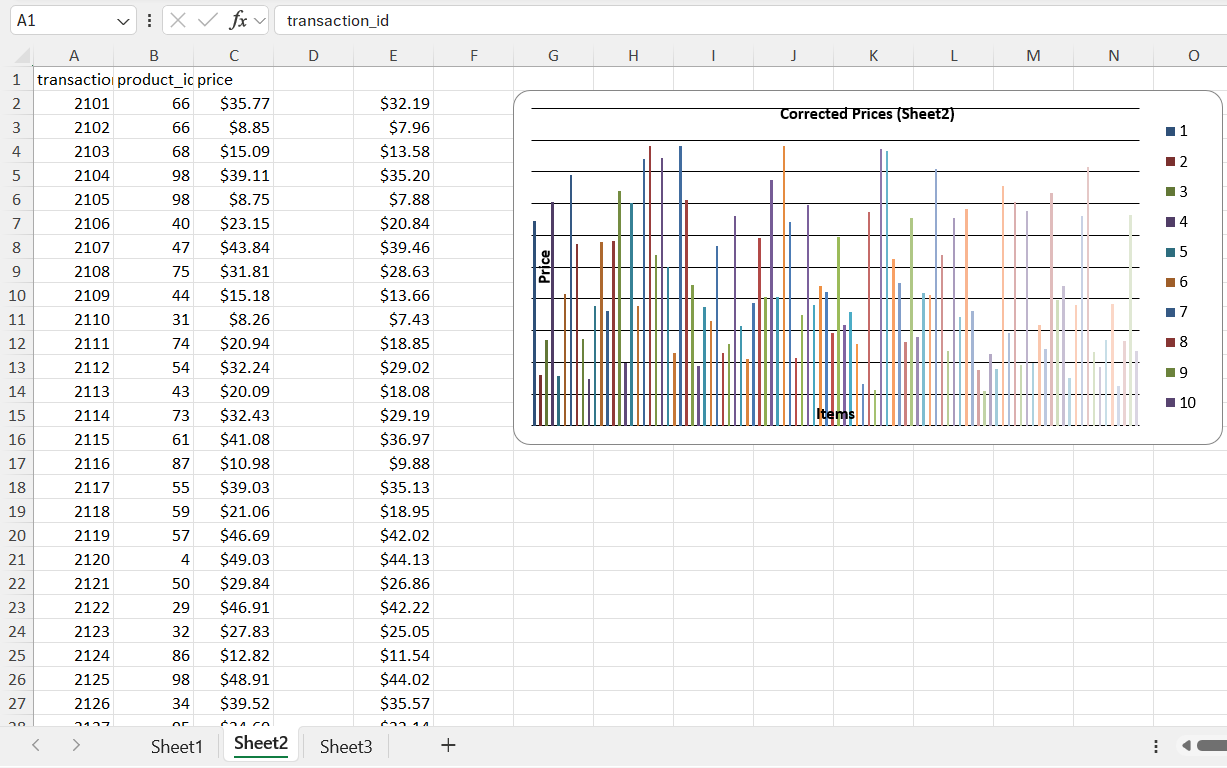 A1 fx transaction_id
A B C D E F G H I J K L M N O
1 transactio product_id price
2 2101 66 $35.77 $32.19
3 2102 66 $8.85 $7.96
4 2103 68 $15.09 $13.58
5 2104 98 $39.11 $35.20
6 2105 98 $8.75 $7.88
7 2106 40 $23.15 $20.84
8 2107 47 $43.84 $39.46
9 2108 75 $31.81 $28.63
10 2109 44 $15.18 $13.66
11 2110 31 $8.26 $7.43
12 2111 74 $20.94 $18.85
13 2112 54 $32.24 $29.02
14 2113 43 $20.09 $18.08
15 2114 73 $32.43 $29.19
16 2115 61 $41.08 $36.97
17 2116 87 $10.98 $9.88
18 2117 55 $39.03 $35.13
19 2118 59 $21.06 $18.95
20 2119 57 $46.69 $42.02
21 2120 4 $49.03 $44.13
22 2121 50 $29.84 $26.86
23 2122 29 $46.91 $42.22
24 2123 32 $27.83 $25.05
25 2124 86 $12.82 $11.54
26 2125 98 $48.91 $44.02
27 2126 34 $39.52 $35.57
Corrected Prices (Sheet2)
Price
Items
1
2
3
4
5
6
7
8
9
10
Sheet1 Sheet2 Sheet3